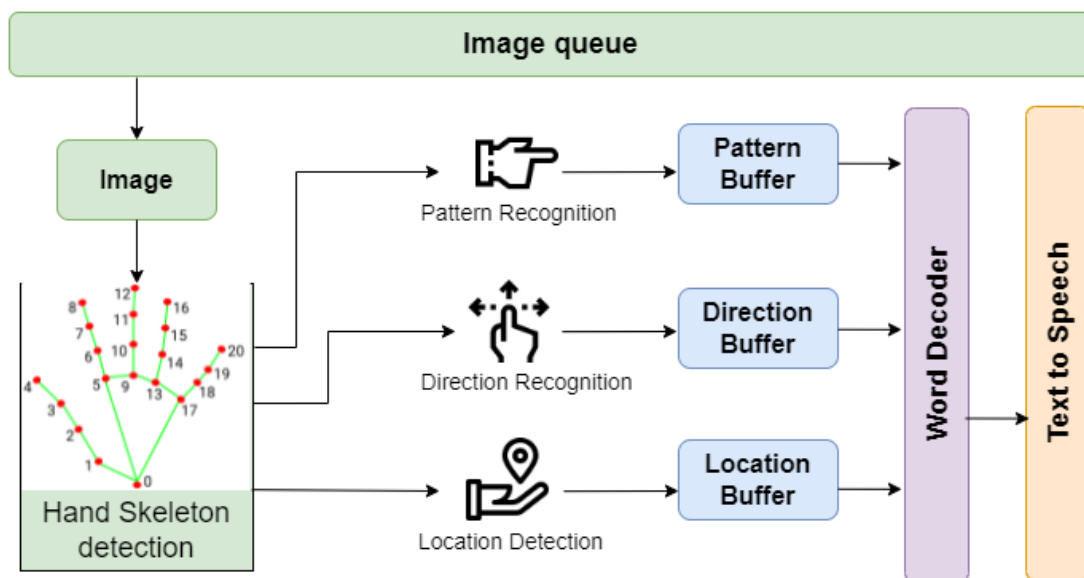 Image queue
Image
Pattern Recognition
Pattern
Buffer
12
8
16
11
7
15
10
6
14
20
19
5
9
13
18
4
17
3
2
1
0
Hand Skeleton
detection
Direction Recognition
Direction
Buffer
Location Detection
Location
Buffer
Word Decoder
Text to Speech